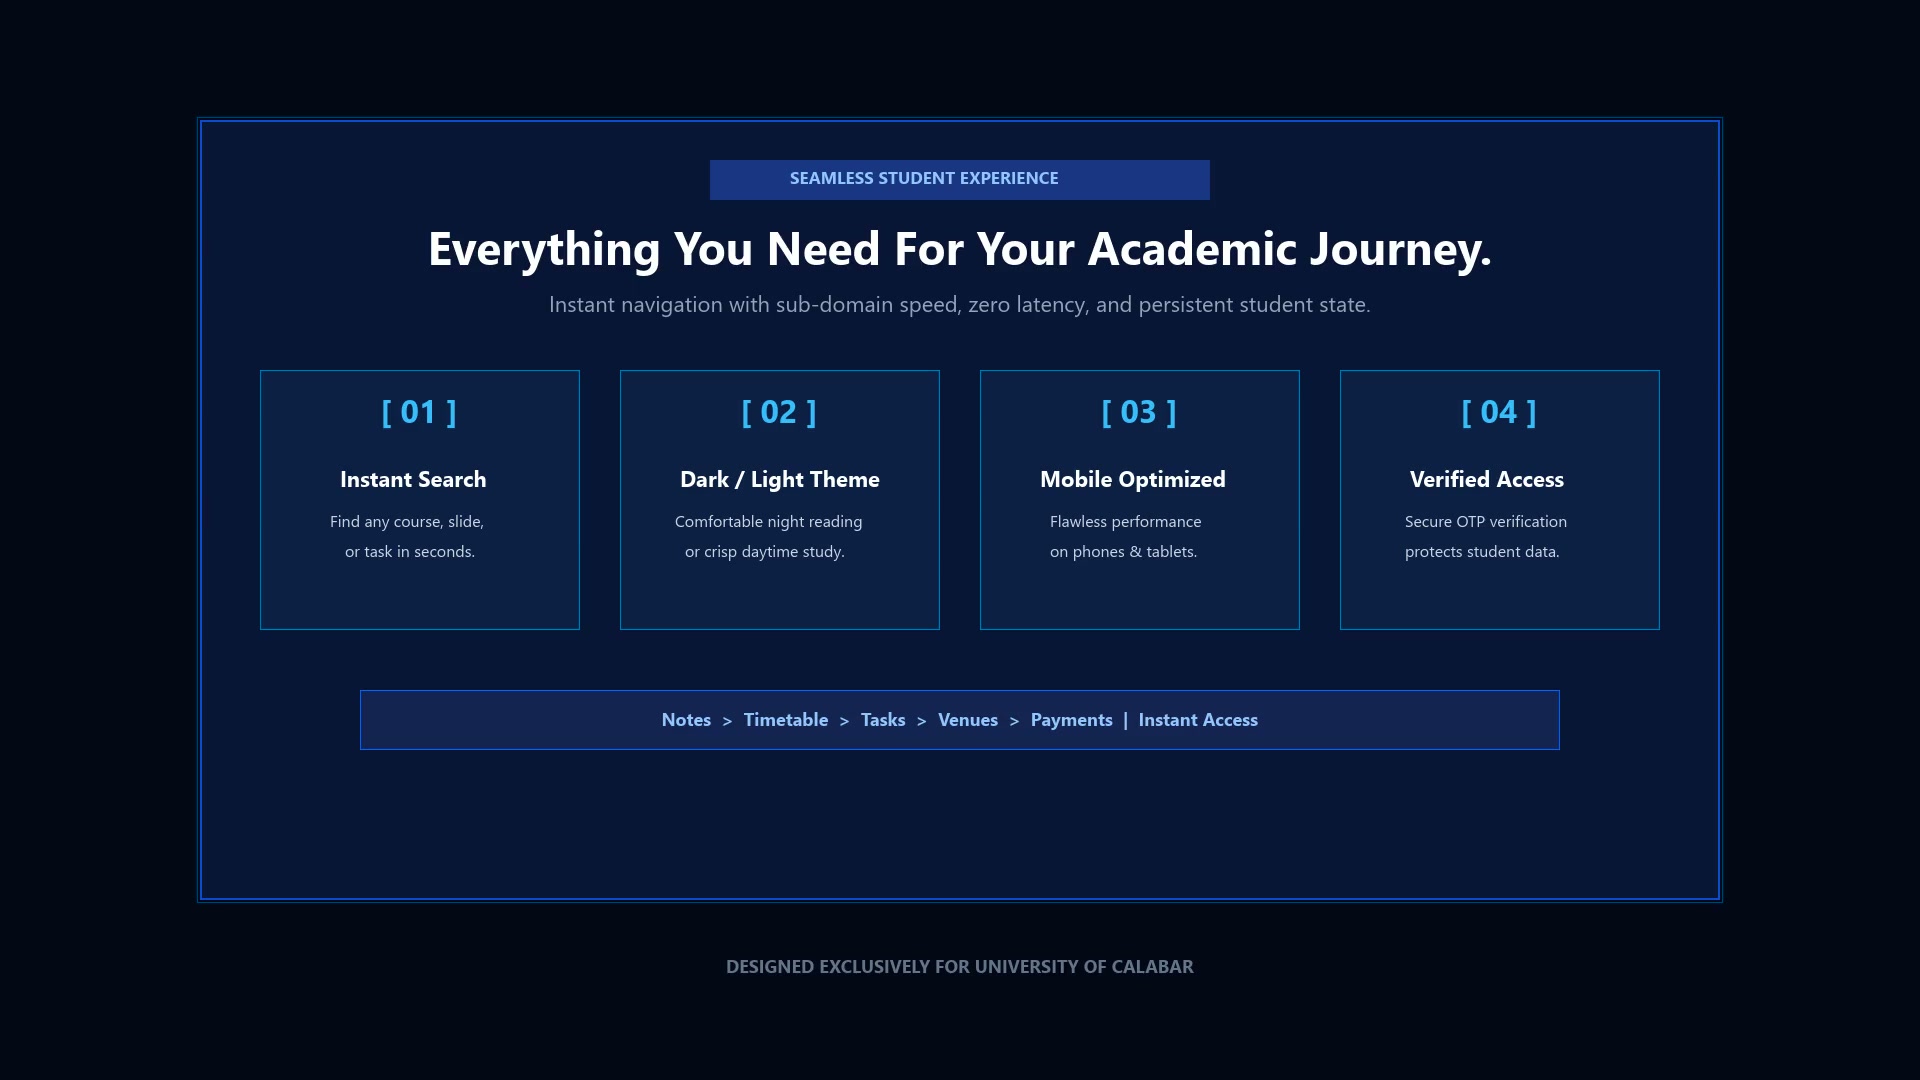 SEAMLESS STUDENT EXPERIENCE
Everything You Need For Your Academic Journey.
Instant navigation with sub-domain speed, zero latency, and persistent student state.
[ 01 ]
Instant Search
Find any course, slide,
or task in seconds.
[ 02 ]
Dark / Light Theme
Comfortable night reading
or crisp daytime study.
[ 03 ]
Mobile Optimized
Flawless performance
on phones & tablets.
[ 04 ]
Verified Access
Secure OTP verification
protects student data.
Notes > Timetable > Tasks > Venues > Payments | Instant Access
DESIGNED EXCLUSIVELY FOR UNIVERSITY OF CALABAR